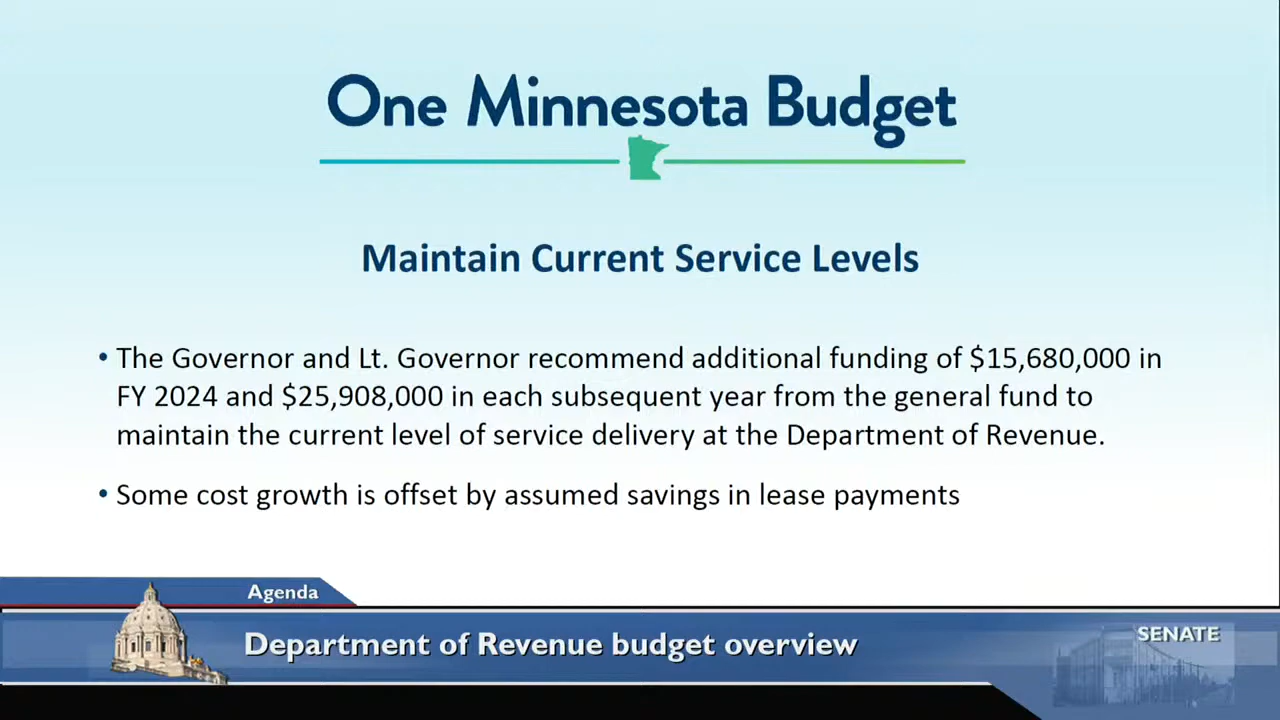 One Minnesota Budget
Maintain Current Service Levels
• The Governor and Lt. Governor recommend additional funding of $15,680,000 in
FY 2024 and $25,908,000 in each subsequent year from the general fund to
maintain the current level of service delivery at the Department of Revenue.
• Some cost growth is offset by assumed savings in lease payments
Agenda
Department of Revenue budget overview
SENATE